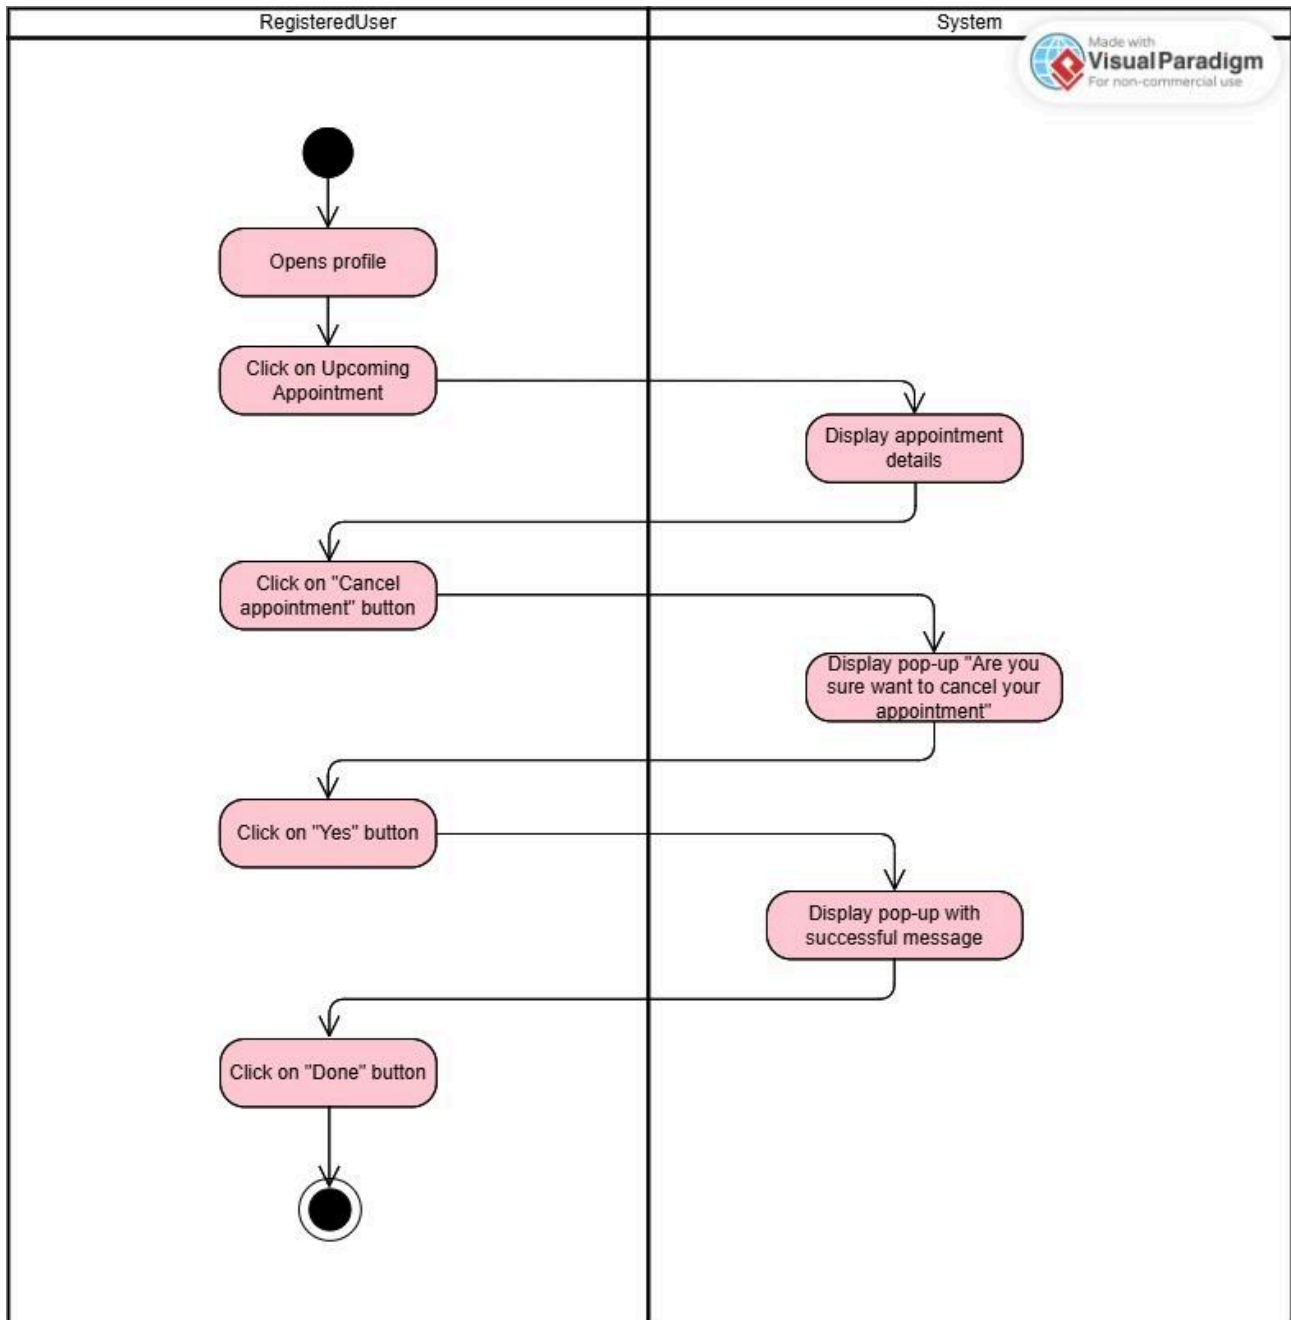 RegisteredUser
System
Made with
VisualParadigm
For non-commercial use
Opens profile
Click on Upcoming
Appointment
Display appointment
details
Click on "Cancel
appointment" button
Display pop-up "Are you
sure want to cancel your
appointment"
Click on "Yes" button
Display pop-up with
successful message
Click on "Done" button